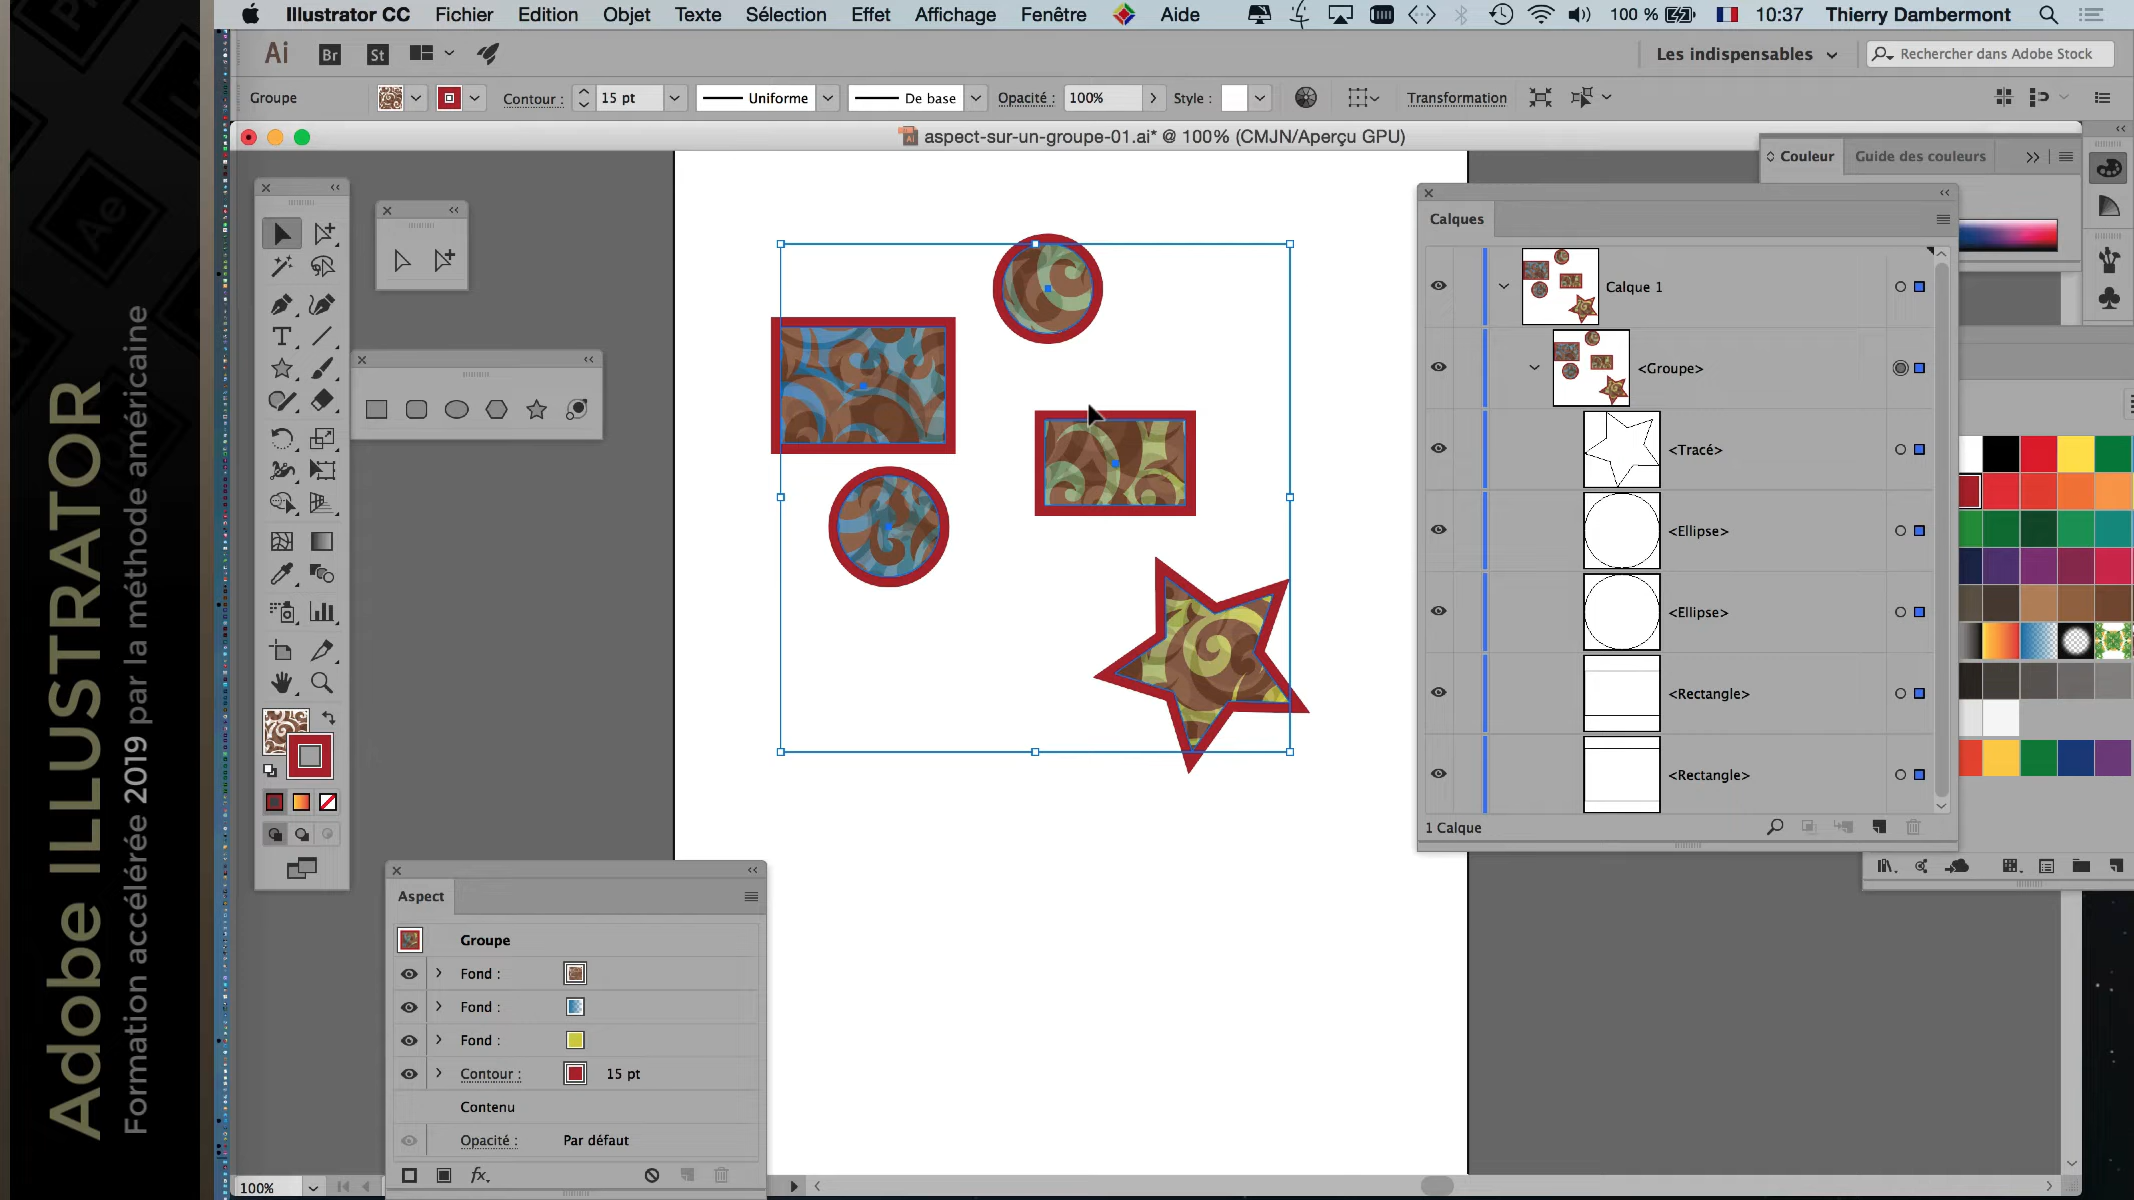 Illustrator CC Fichier Edition Objet Texte Sélection Effet Affichage Fenêtre Aide 100 % 10:37 Thierry Dambermont
Ai Br St Les indispensables Rechercher dans Adobe Stock
Groupe Contour : 15 pt Uniforme De base Opacité : 100% Style : Transformation
aspect-sur-un-groupe-01.ai* @ 100% (CMJN/Aperçu GPU)
Couleur Guide des couleurs
Calques
Calque 1
<Groupe>
<Tracé>
<Ellipse>
<Ellipse>
<Rectangle>
<Rectangle>
1 Calque
Adobe ILLUSTRATOR
Formation accélérée 2019 par la méthode américaine
Aspect
Groupe
Fond :
Fond :
Fond :
Contour : 15 pt
Contenu
Opacité : Par défaut
fx
100%